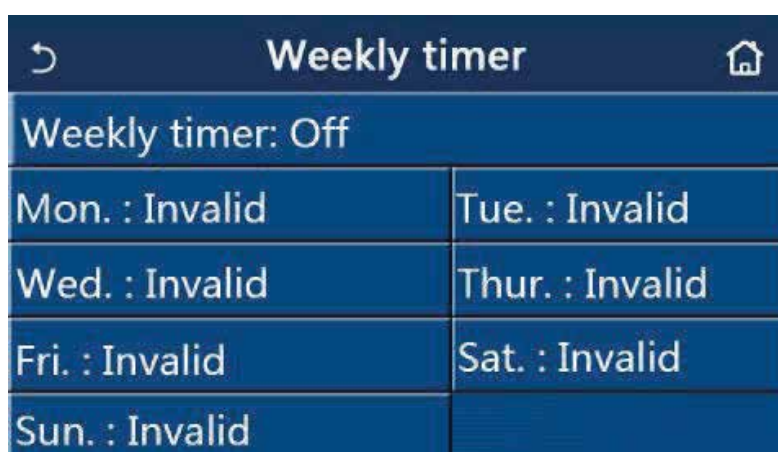 Weekly timer
Weekly timer: Off
Mon. : Invalid
Tue. : Invalid
Wed. : Invalid
Thur. : Invalid
Fri. : Invalid
Sat. : Invalid
Sun. : Invalid